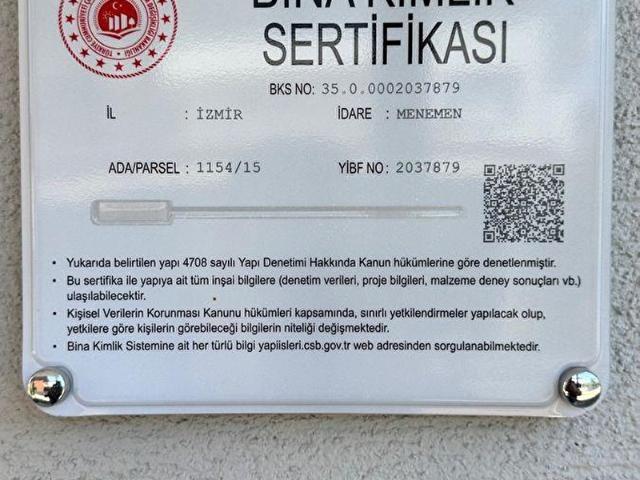 BİNA KİMLİK
SERTİFİKASI
BKS NO: 35.0.0002037879
İL : İZMİR İDARE : MENEMEN
ADA/PARSEL : 1154/15 YİBF NO : 2037879
• Yukarıda belirtilen yapı 4708 sayılı Yapı Denetimi Hakkında Kanun hükümlerine göre denetlenmiştir.
• Bu sertifika ile yapıya ait tüm inşai bilgilere (denetim verileri, proje bilgileri, malzeme deney sonuçları vb.)
ulaşılabilecektir.
• Kişisel Verilerin Korunması Kanunu hükümleri kapsamında, sınırlı yetkilendirmeler yapılacak olup,
yetkilere göre kişilerin görebileceği bilgilerin niteliği değişmektedir.
• Bina Kimlik Sistemine ait her türlü bilgi yapiisleri.csb.gov.tr web adresinden sorgulanabilmektedir.